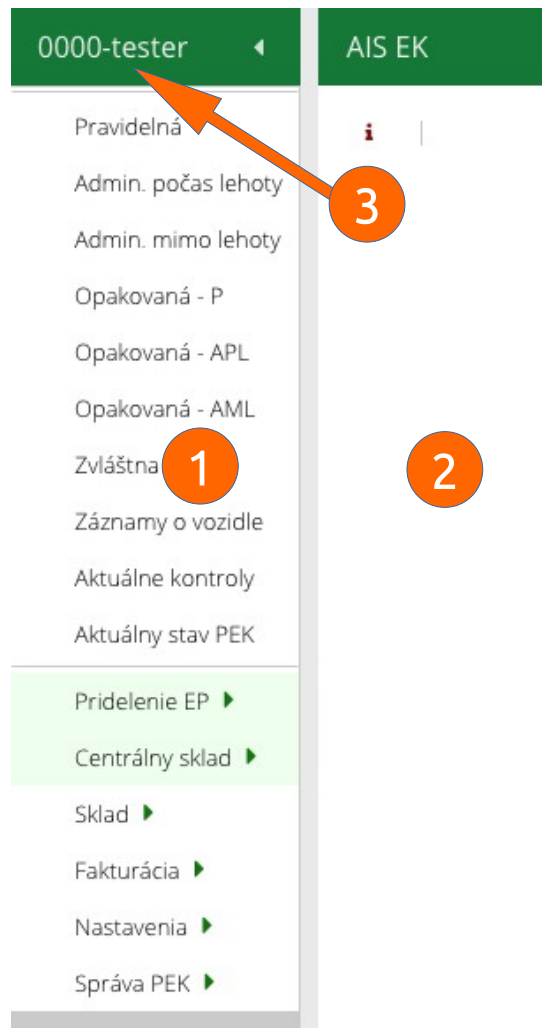 0000-tester
AIS EK
Pravidelná
i
Admin. počas lehoty
3
Admin. mimo lehoty
Opakovaná - P
Opakovaná - APL
Opakovaná - AML
Zvláštna
1
2
Záznamy o vozidle
Aktuálne kontroly
Aktuálny stav PEK
Pridelenie EP
Centrálny sklad
Sklad
Fakturácia
Nastavenia
Správa PEK